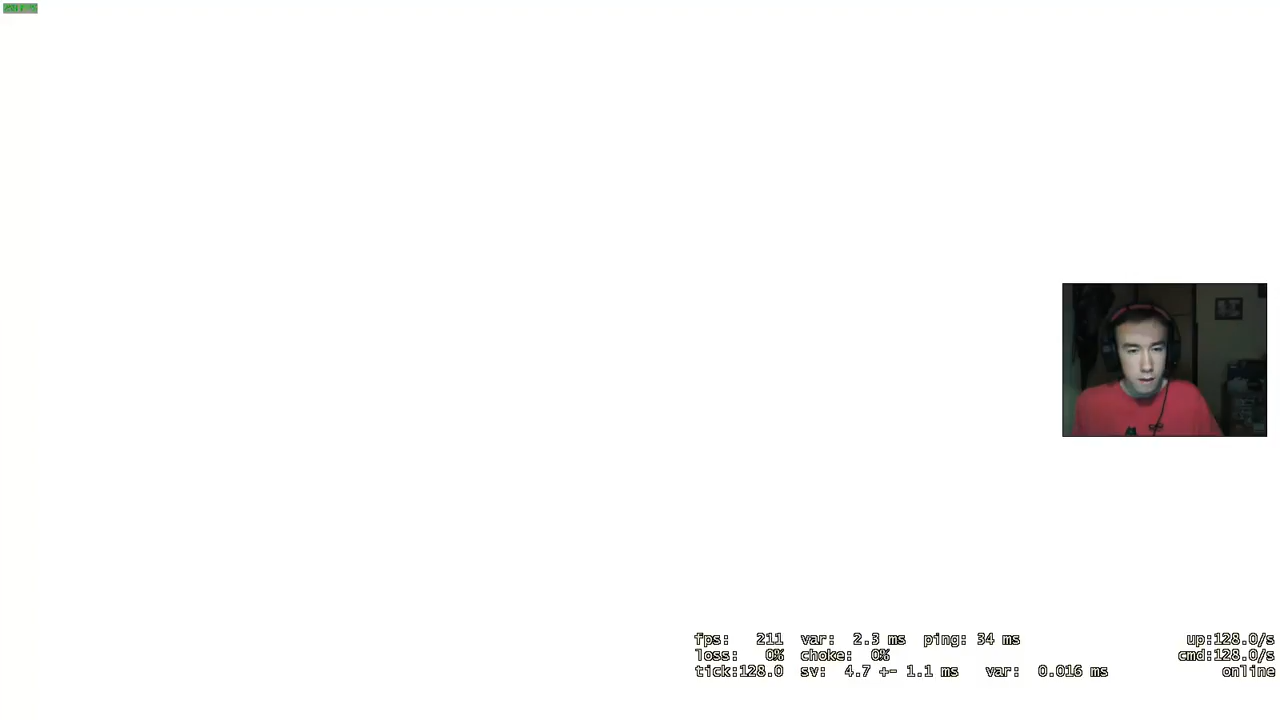 fps: 211 var: 2.3 ms ping: 34 ms up:128.0/s
loss: 0% choke: 0% cmd:128.0/s
tick:128.0 sv: 4.7 +- 1.1 ms var: 0.016 ms online